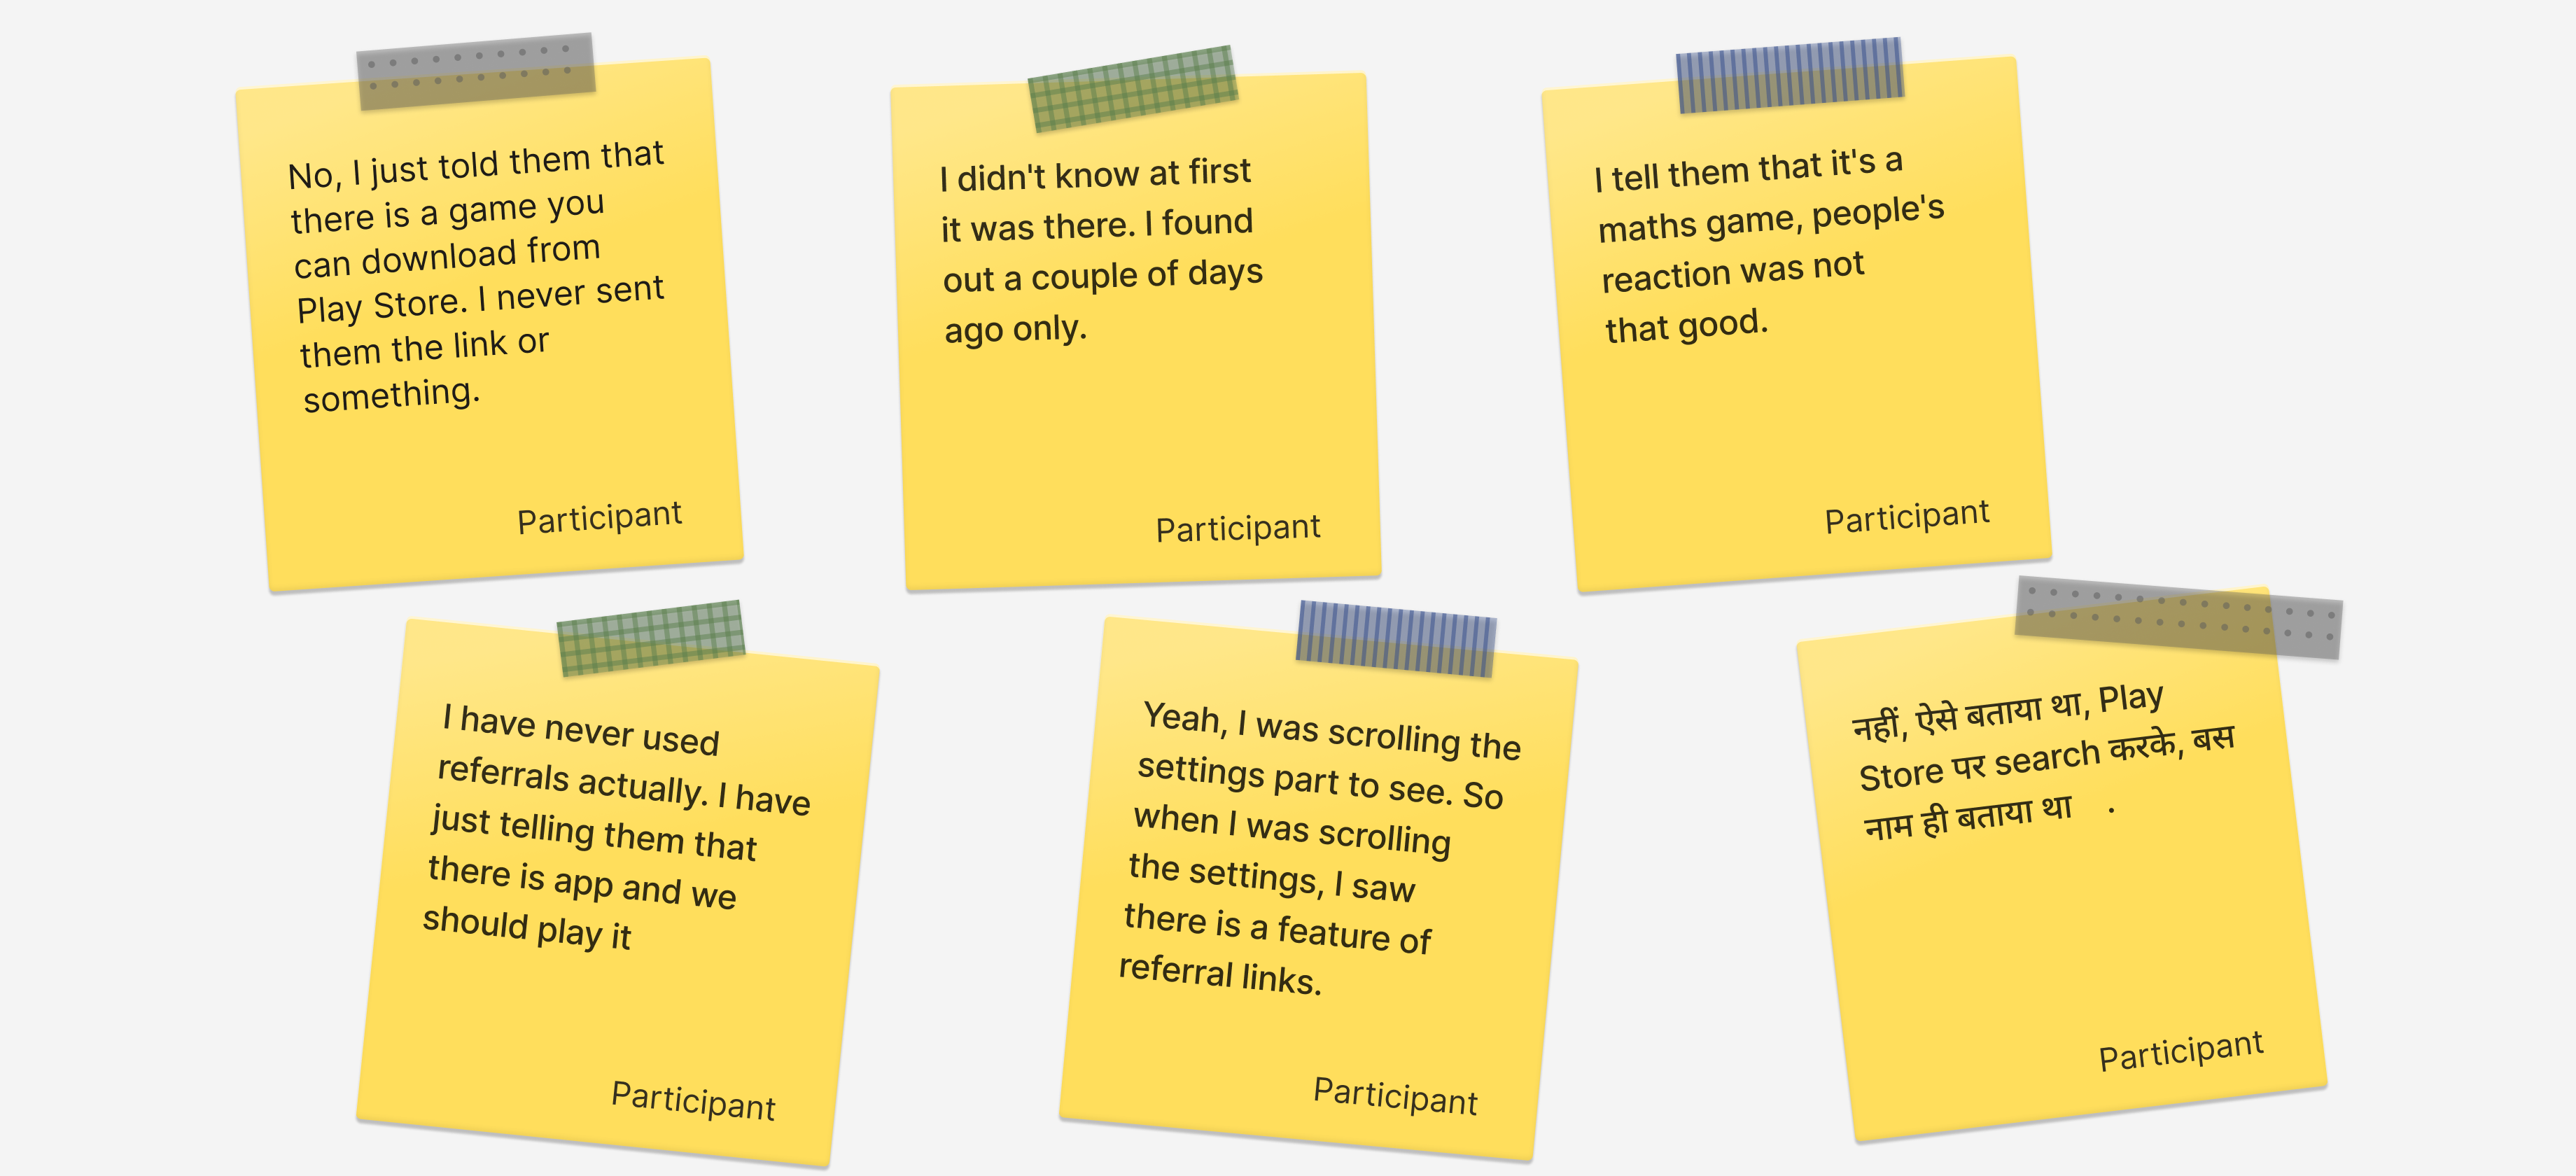 No, I just told them that
there is a game you
can download from
Play Store. I never sent
them the link or
something.
Participant
I didn't know at first
it was there. I found
out a couple of days
ago only.
Participant
I tell them that it's a
maths game, people's
reaction was not
that good.
Participant
I have never used
referrals actually. I have
just telling them that
there is app and we
should play it
Participant
Yeah, I was scrolling the
settings part to see. So
when I was scrolling
the settings, I saw
there is a feature of
referral links.
Participant
नहीं, ऐसे बताया था, Play
Store पर search करके, बस
नाम ही बताया था .
Participant